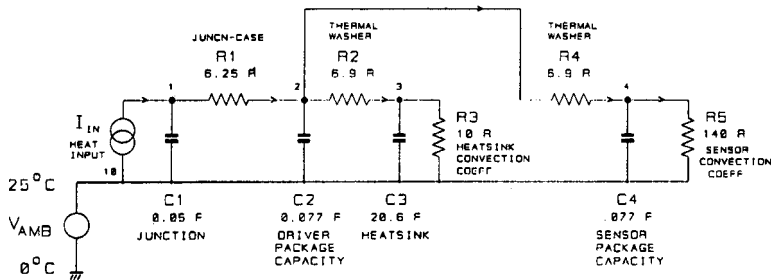 THERMAL
WASHER
THERMAL
WASHER
JUNCN-CASE
R1
6.25 R
R2
6.9 R
R4
6.9 R
1
2
3
4
I IN
HEAT
INPUT
10
R3
10 R
HEATSINK
CONVECTION
COEFF
R5
140 R
SENSOR
CONVECTION
COEFF
25°C
C1
0.05 F
JUNCTION
C2
0.077 F
DRIVER
PACKAGE
CAPACITY
C3
20.6 F
HEATSINK
C4
.077 F
SENSOR
PACKAGE
CAPACITY
VAMB
0°C